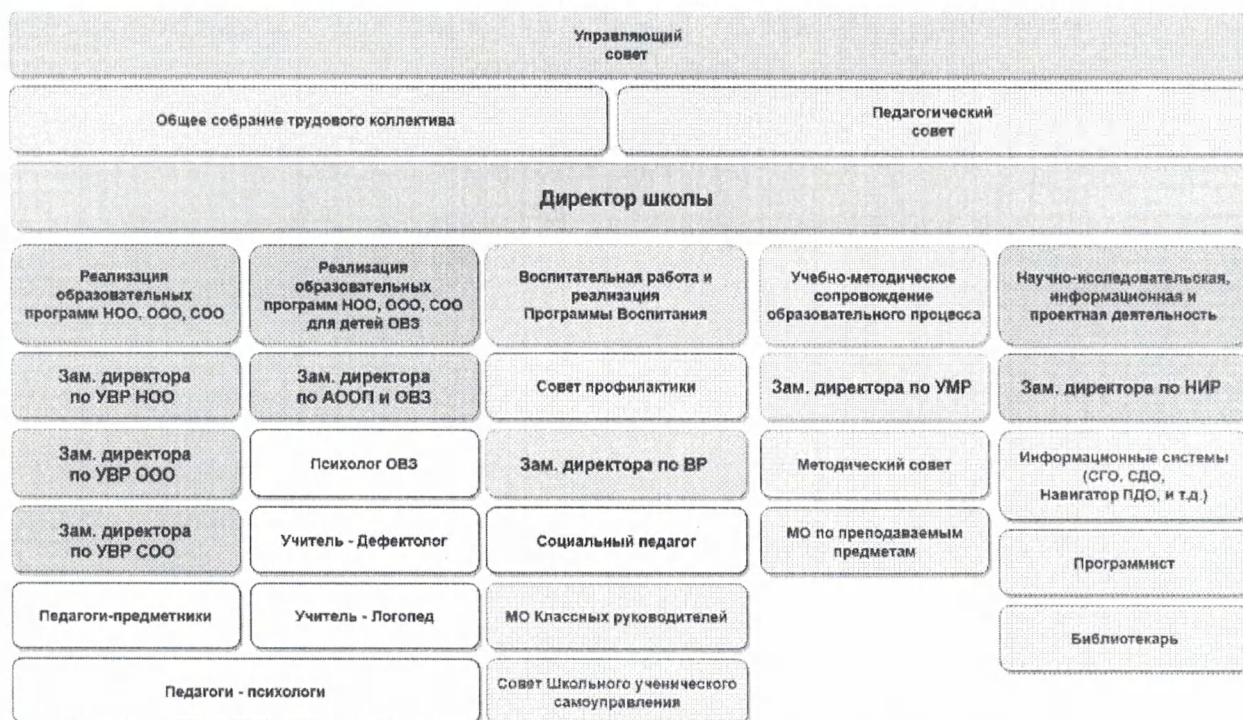 Управляющий
совет
Общее собрание трудового коллектива
Педагогический
совет
Директор школы
Реализация
образовательных
программ НОО, ООО, СОО
Зам. директора
по УВР НОО
Зам. директора
по УВР ООО
Зам. директора
по УВР СОО
Педагоги-предметники
Реализация
образовательных
программ НОО, ООО, СОО
для детей ОВЗ
Зам. директора
по АООП и ОВЗ
Психолог ОВЗ
Учитель - Дефектолог
Учитель - Логопед
Педагоги - психологи
Воспитательная работа и
реализация
Программы Воспитания
Совет профилактики
Зам. директора по ВР
Социальный педагог
МО Классных руководителей
Совет Школьного ученического
самоуправления
Учебно-методическое
сопровождение
образовательного процесса
Зам. директора по УМР
Методический совет
МО по преподаваемым
предметам
Научно-исследовательская,
информационная и
проектная деятельность
Зам. директора по НИР
Информационные системы
(СГО, СДО,
Навигатор ПДО, и т.д.)
Программист
Библиотекарь